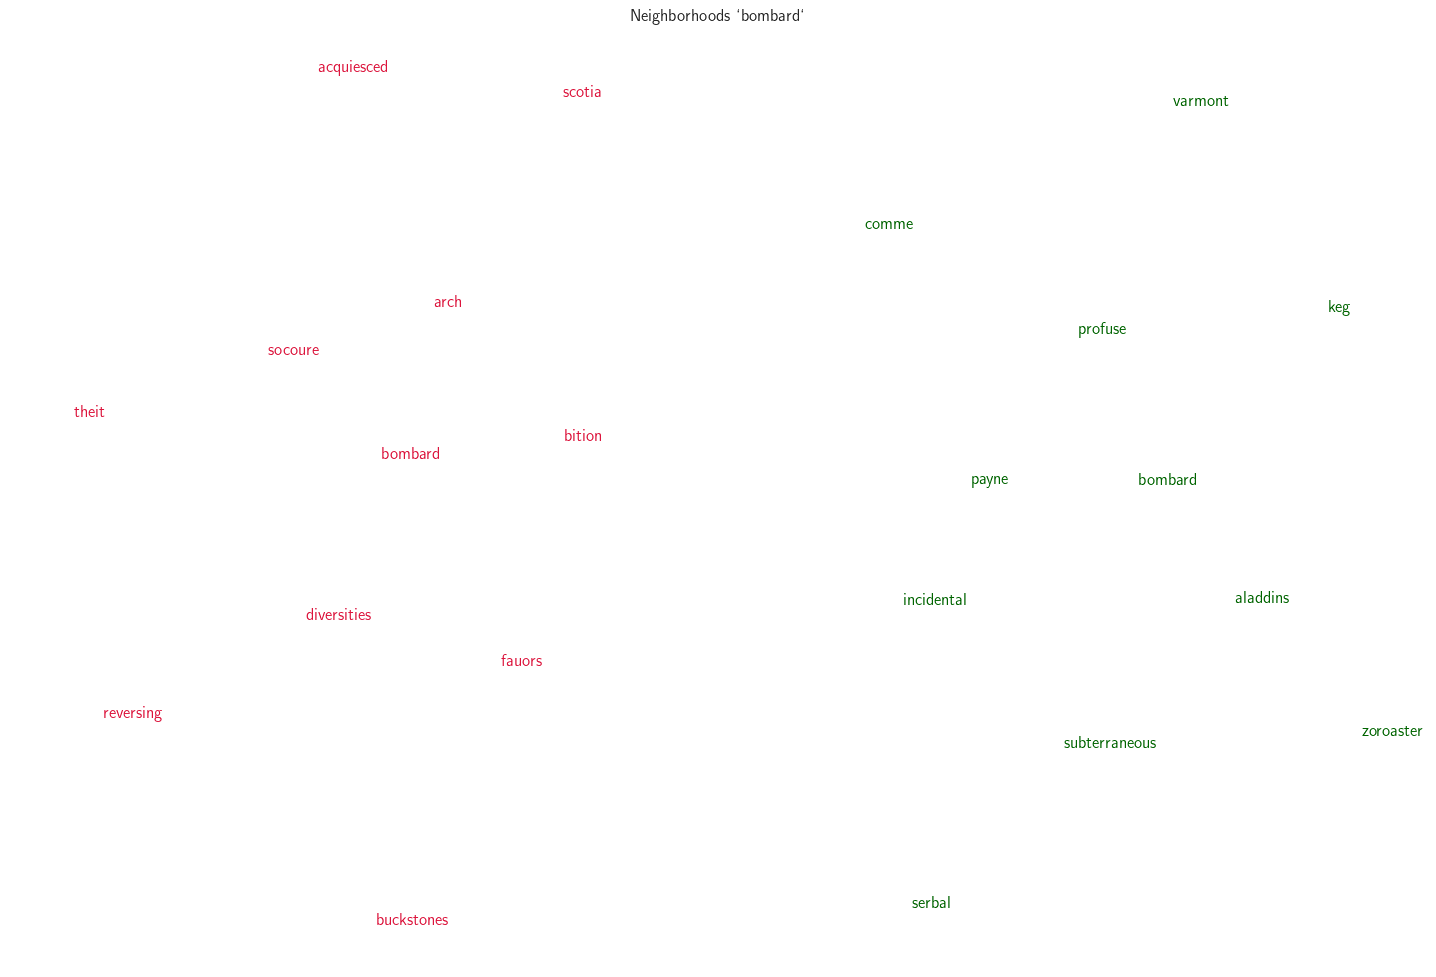 Neighborhoods ‘bombard‘
acquiesced
scotia
varmont
comme
arch
keg
profuse
socoure
theit
bition
bombard
payne
bombard
incidental
aladdins
diversities
fauors
reversing
zoroaster
subterraneous
serbal
buckstones